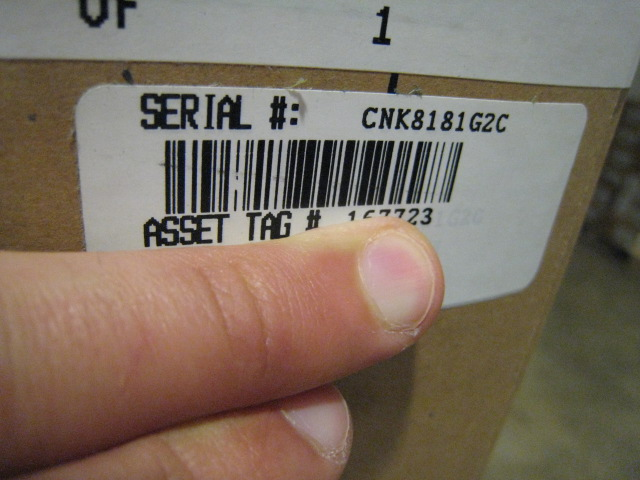 OF 1
SERIAL #: CNK8181G2C
ASSET TAG # 167723